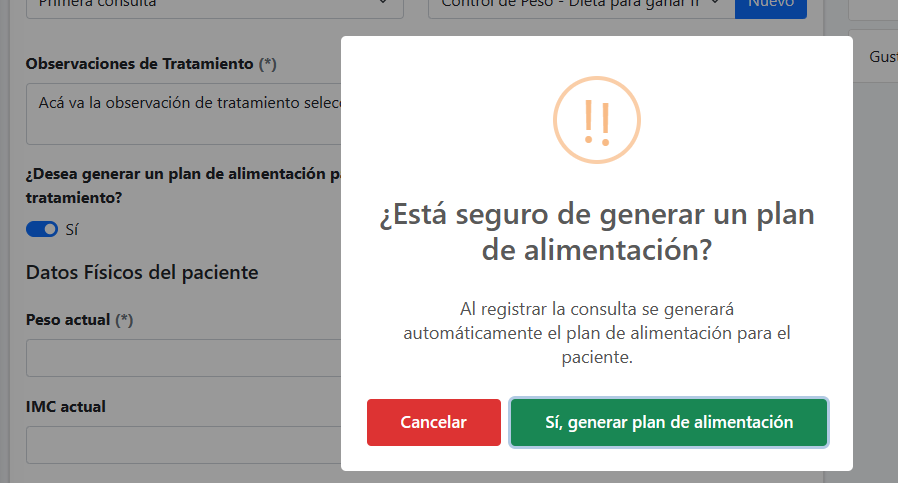 Primera consulta
Control de Peso - Dieta para ganar
Nuevo
Observaciones de Tratamiento (*)
Acá va la observación de tratamiento
¿Desea generar un plan de alimentación
tratamiento?
Sí
Datos Físicos del paciente
Peso actual (*)
IMC actual
!!
¿Está seguro de generar un plan
de alimentación?
Al registrar la consulta se generará
automáticamente el plan de alimentación para el
paciente.
Cancelar
Sí, generar plan de alimentación